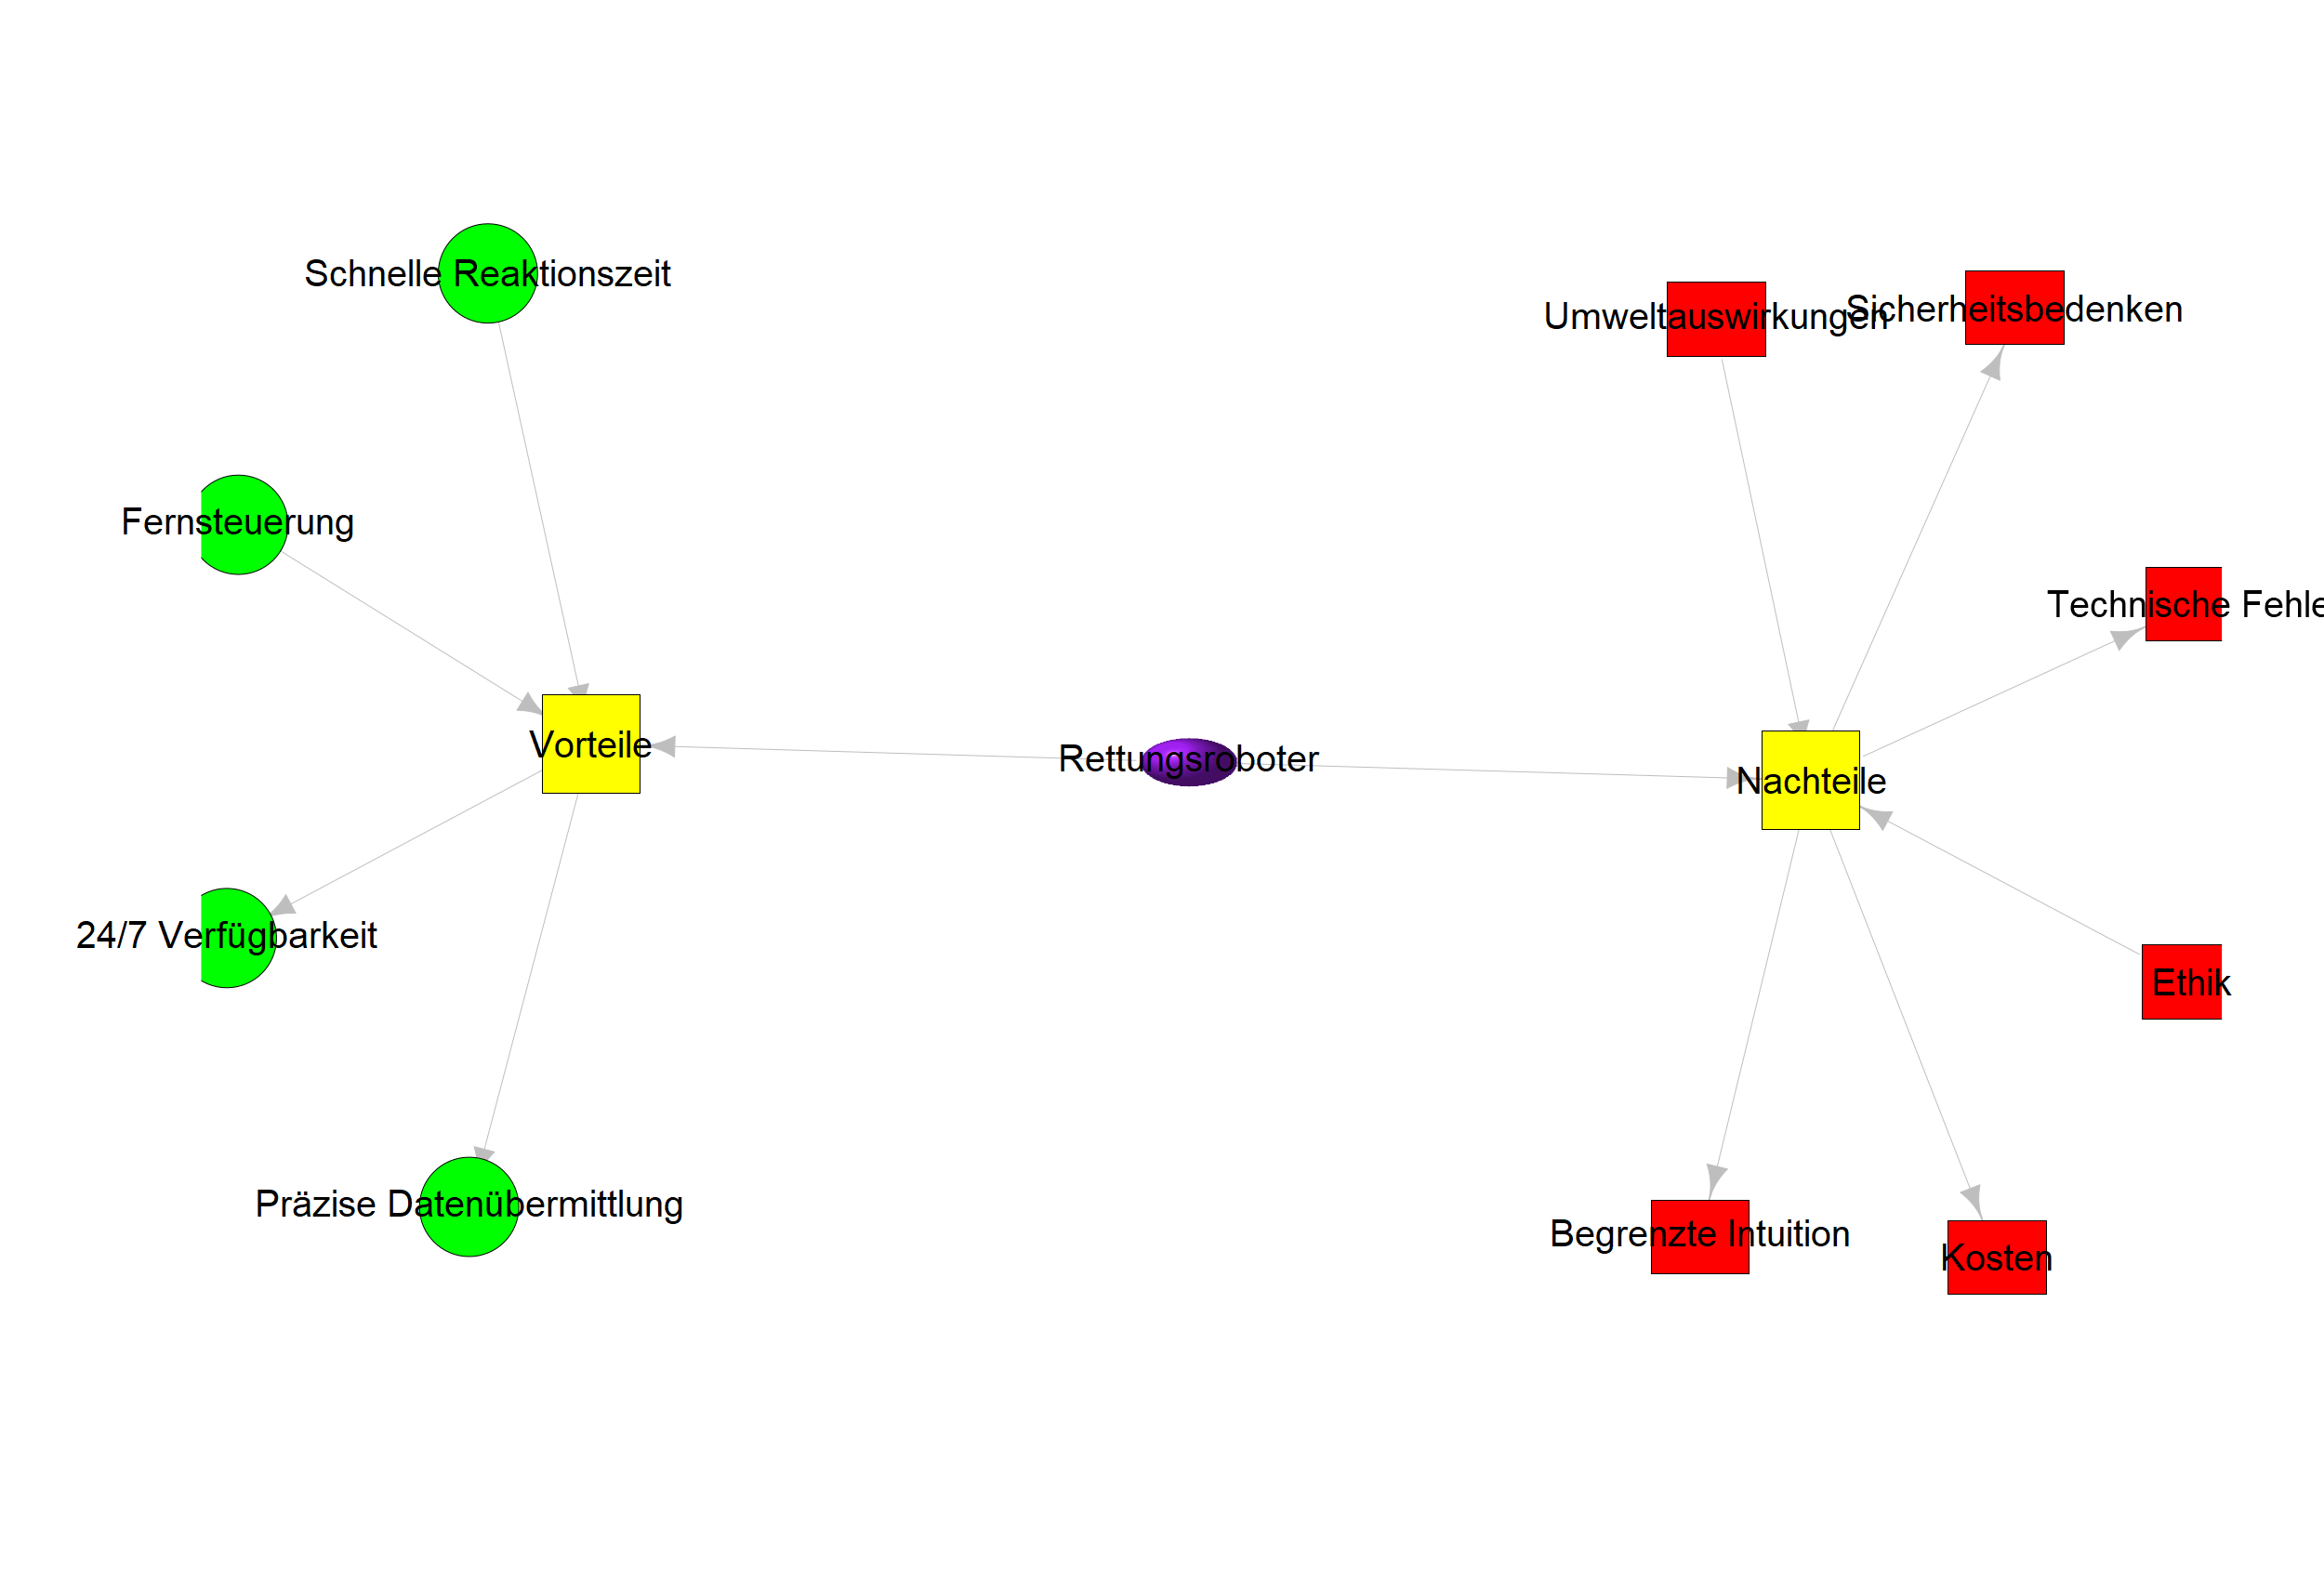 Schnelle Reaktionszeit
Umweltauswirkungen
Sicherheitsbedenken
Fernsteuerung
Technische Fehle
Vorteile
Rettungsroboter
Nachteile
24/7 Verfügbarkeit
Ethik
Präzise Datenübermittlung
Begrenzte Intuition
Kosten